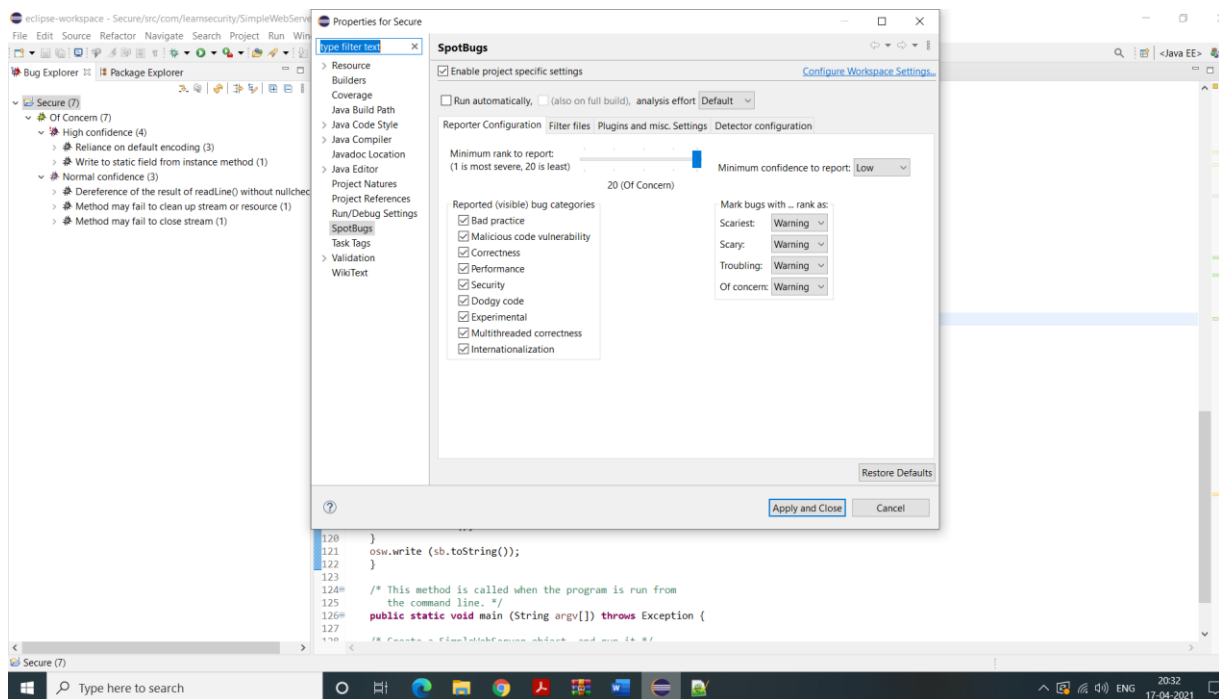 eclipse-workspace - Secure/src/com/learnsecurity/SimpleWebServe
File Edit Source Refactor Navigate Search Project Run Win
<Java EE>
Bug Explorer Package Explorer
Secure (7)
Of Concern (7)
High confidence (4)
Reliance on default encoding (3)
Write to static field from instance method (1)
Normal confidence (3)
Dereference of the result of readLine() without nullchec
Method may fail to clean up stream or resource (1)
Method may fail to close stream (1)
Properties for Secure
type filter text
Resource
Builders
Coverage
Java Build Path
Java Code Style
Java Compiler
Javadoc Location
Java Editor
Project Natures
Project References
Run/Debug Settings
SpotBugs
Task Tags
Validation
WikiText
SpotBugs
Enable project specific settings Configure Workspace Settings...
Run automatically, (also on full build), analysis effort Default
Reporter Configuration Filter files Plugins and misc. Settings Detector configuration
Minimum rank to report:
(1 is most severe, 20 is least)
20 (Of Concern)
Minimum confidence to report: Low
Reported (visible) bug categories
Bad practice
Malicious code vulnerability
Correctness
Performance
Security
Dodgy code
Experimental
Multithreaded correctness
Internationalization
Mark bugs with ... rank as:
Scariest: Warning
Scary: Warning
Troubling: Warning
Of concern: Warning
Restore Defaults
Apply and Close Cancel
120 }
121 osw.write (sb.toString());
122 }
123
124 /* This method is called when the program is run from
125 the command line. */
126 public static void main (String argv[]) throws Exception {
127
Secure (7)
Type here to search
ENG
20:32
17-04-2021